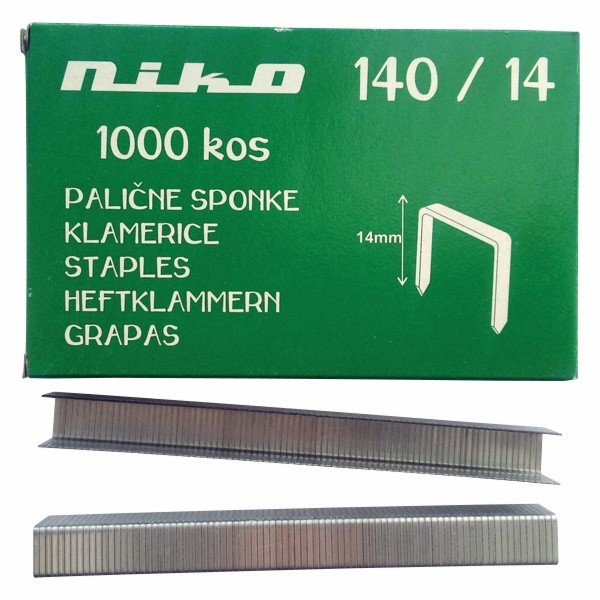 niko 140 / 14
1000 kos
PALIČNE SPONKE
KLAMERICE
STAPLES
HEFTKLAMMERN
GRAPAS
14mm